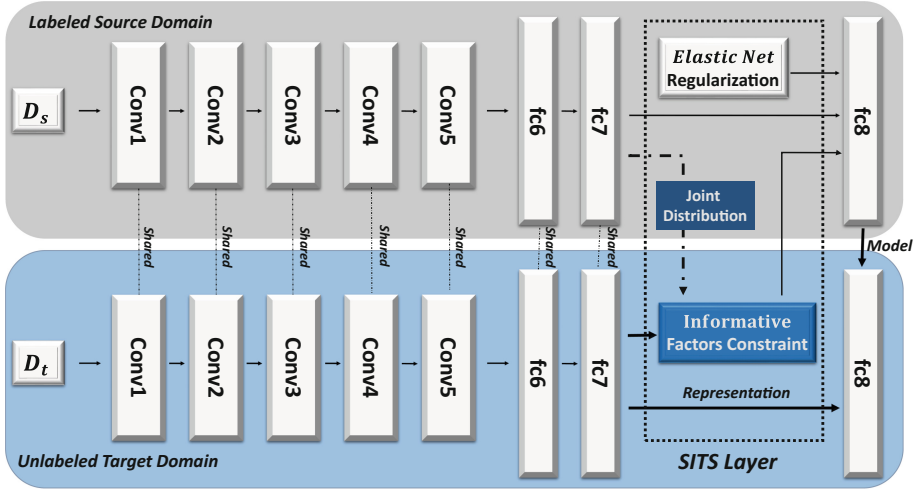 Labeled Source Domain
D_s
Conv1
Conv2
Conv3
Conv4
Conv5
fc6
fc7
Elastic Net
Regularization
fc8
Joint
Distribution
Shared
Shared
Shared
Shared
Shared
Shared
Shared
Model
D_t
Conv1
Conv2
Conv3
Conv4
Conv5
fc6
fc7
Informative
Factors Constraint
fc8
Representation
Unlabeled Target Domain
SITS Layer